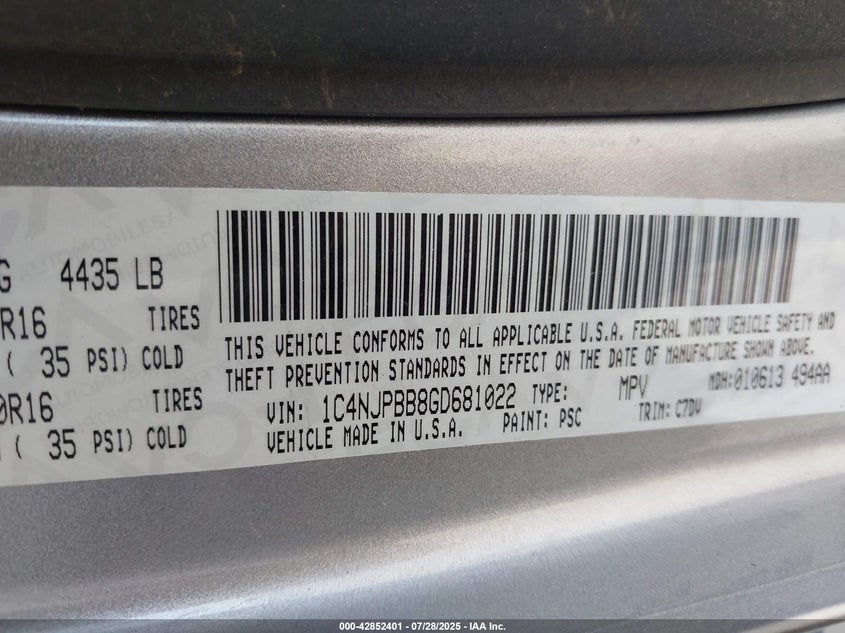 G 4435 LB
R16 TIRES
( 35 PSI) COLD
0R16
( 35 PSI) COLD
THIS VEHICLE CONFORMS TO ALL APPLICABLE U.S.A. FEDERAL MOTOR VEHICLE SAFETY AND
THEFT PREVENTION STANDARDS IN EFFECT ON THE DATE OF MANUFACTURE SHOWN ABOVE.
VIN: 1C4NJPBB8GD681022 TYPE: MPV MDH:010613 494AA
VEHICLE MADE IN U.S.A. PAINT: PSC TRIM: C7DV
000-42852401 - 07/28/2025 - IAA Inc.